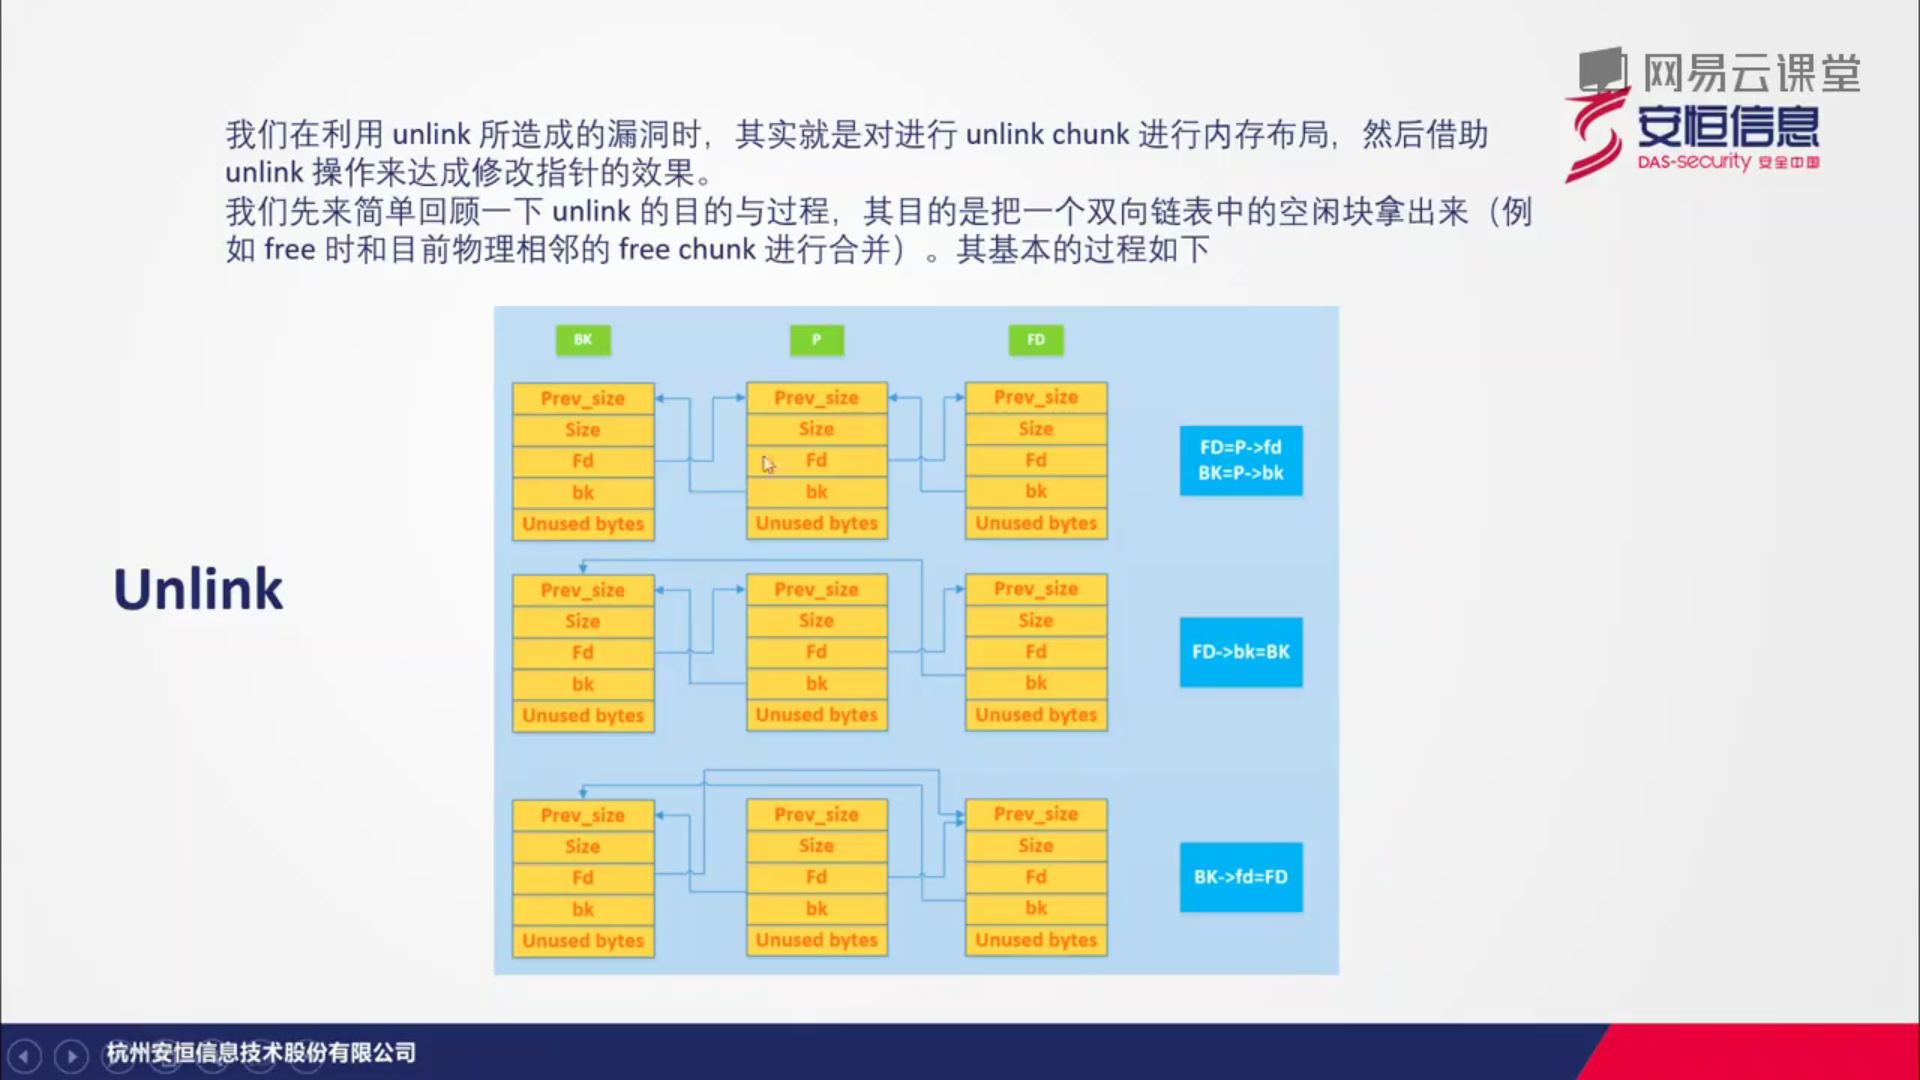 网易云课堂
安恒信息
DAS-security 安全中国
我们在利用 unlink 所造成的漏洞时，其实就是对进行 unlink chunk 进行内存布局，然后借助
unlink 操作来达成修改指针的效果。
我们先来简单回顾一下 unlink 的目的与过程，其目的是把一个双向链表中的空闲块拿出来（例
如 free 时和目前物理相邻的 free chunk 进行合并）。其基本的过程如下
BK P FD
Prev_size Prev_size Prev_size
Size Size Size
Fd Fd Fd
bk bk bk
Unused bytes Unused bytes Unused bytes
FD=P->fd
BK=P->bk
Unlink
Prev_size Prev_size Prev_size
Size Size Size
Fd Fd Fd
bk bk bk
Unused bytes Unused bytes Unused bytes
FD->bk=BK
Prev_size Prev_size Prev_size
Size Size Size
Fd Fd Fd
bk bk bk
Unused bytes Unused bytes Unused bytes
BK->fd=FD
杭州安恒信息技术股份有限公司